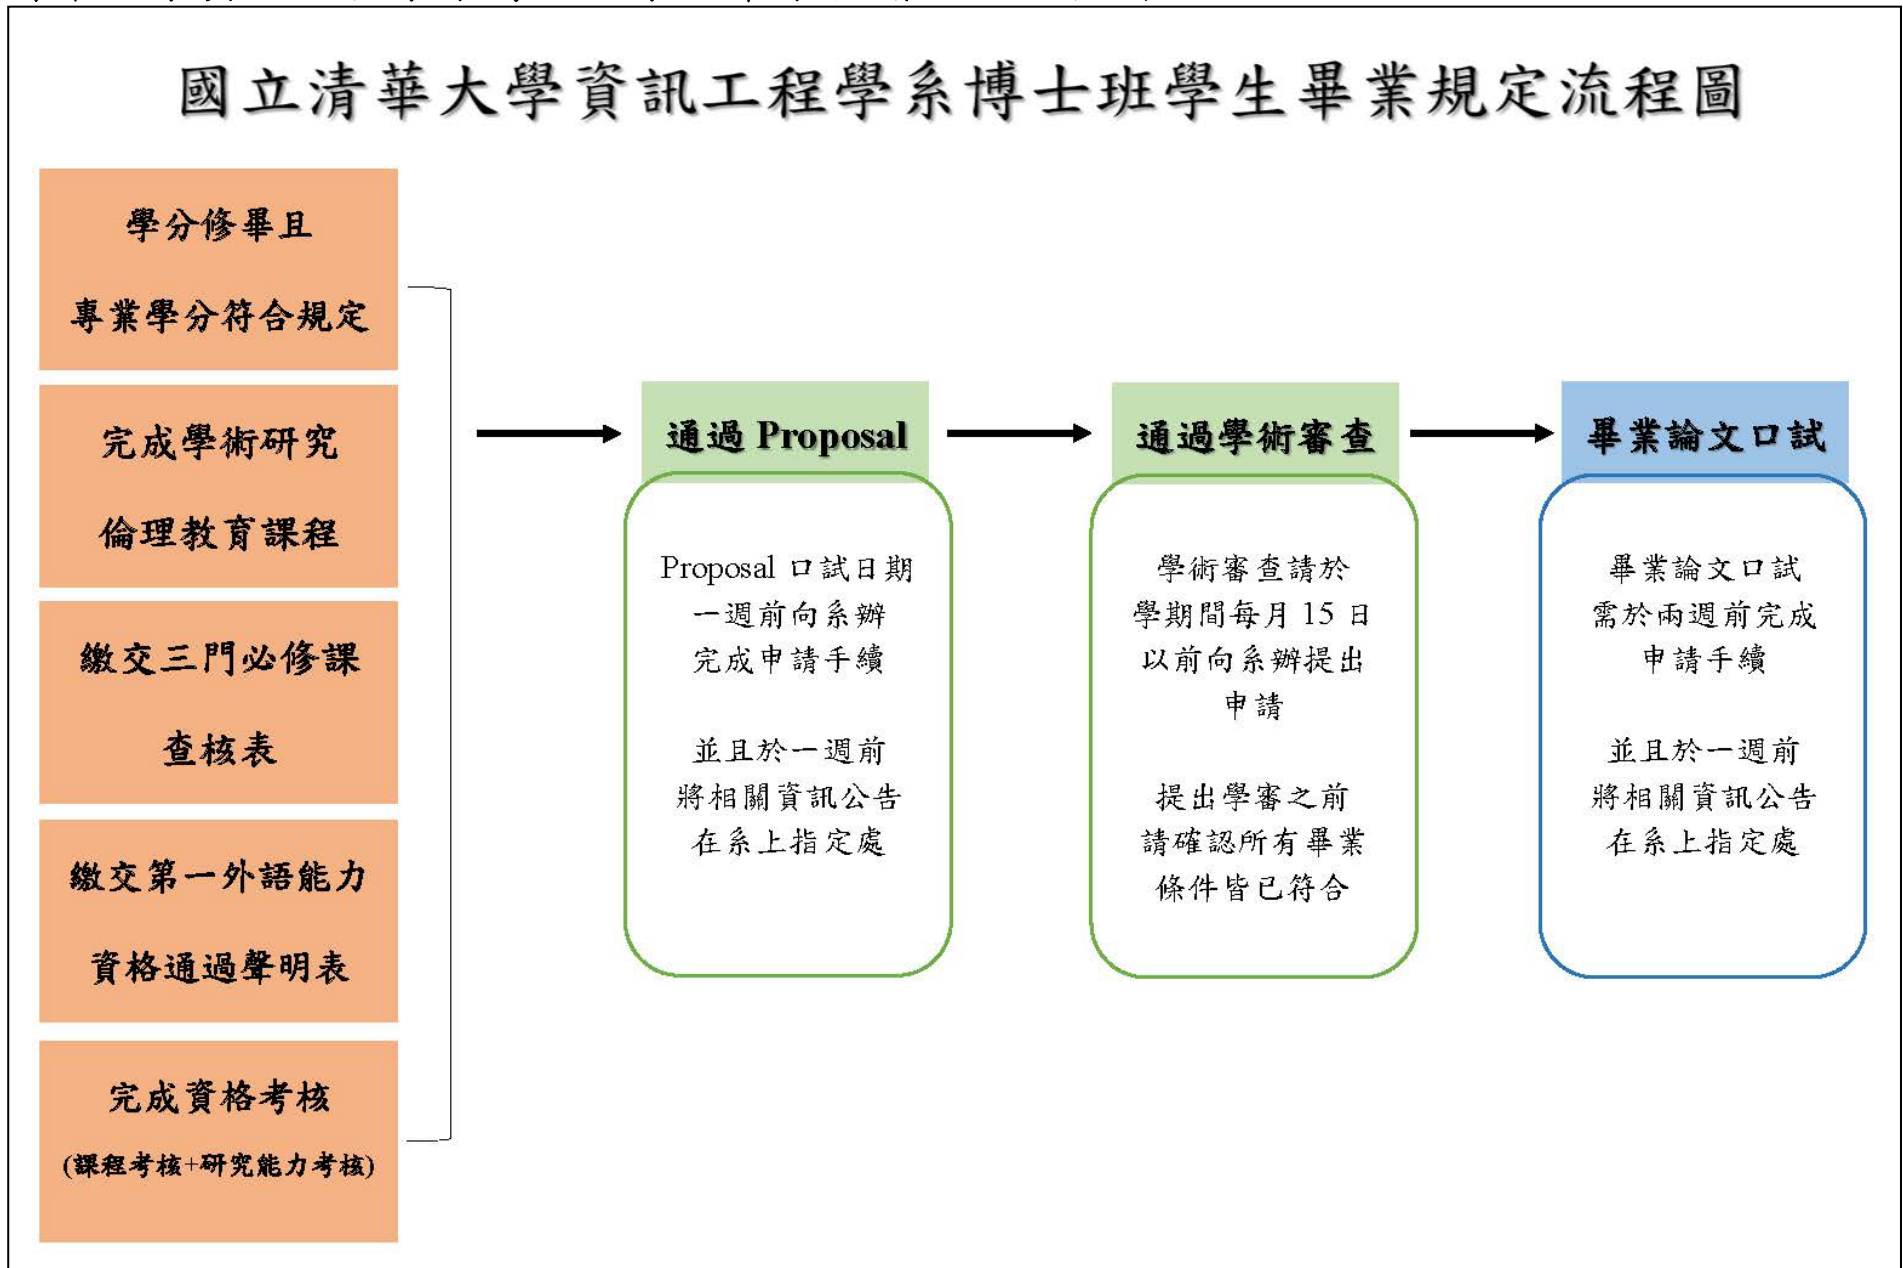 國立清華大學資訊工程學系博士班學生畢業規定流程圖
學分修畢且
專業學分符合規定
完成學術研究
倫理教育課程
繳交三門必修課
查核表
繳交第一外語能力
資格通過聲明表
完成資格考核
(課程考核+研究能力考核)
通過 Proposal
Proposal 口試日期
一週前向系辦
完成申請手續
並且於一週前
將相關資訊公告
在系上指定處
通過學術審查
學術審查請於
學期間每月 15 日
以前向系辦提出
申請
提出學審之前
請確認所有畢業
條件皆已符合
畢業論文口試
畢業論文口試
需於兩週前完成
申請手續
並且於一週前
將相關資訊公告
在系上指定處